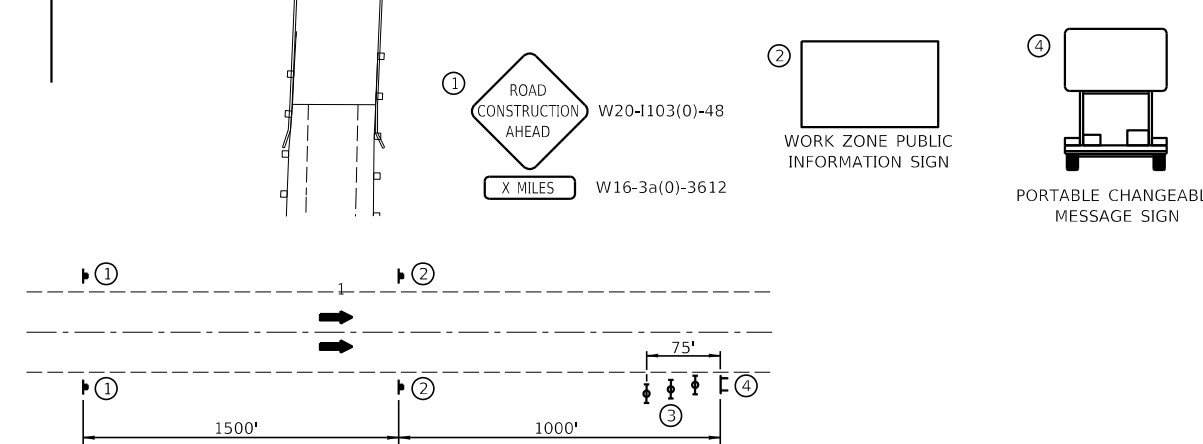 1
ROAD
CONSTRUCTION
AHEAD
W20-I103(0)-48
X MILES
W16-3a(0)-3612
2
WORK ZONE PUBLIC
INFORMATION SIGN
4
PORTABLE CHANGEABL
MESSAGE SIGN
1
2
1
75'
1
2
3
4
1500'
1000'